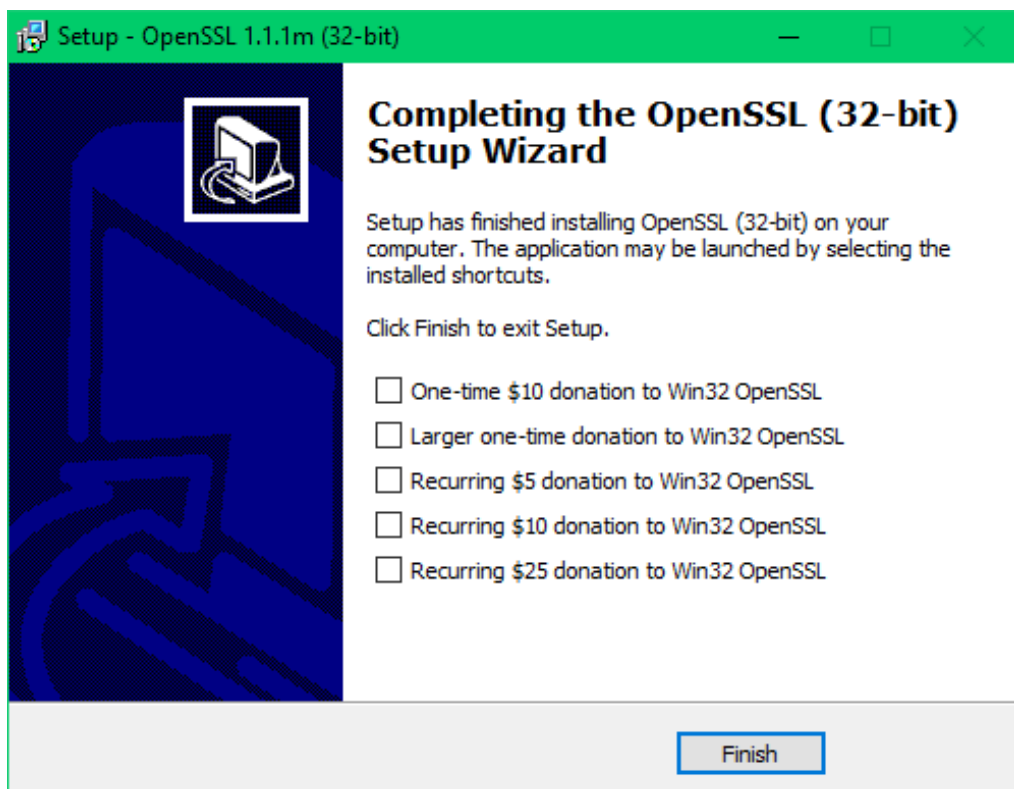 Setup - OpenSSL 1.1.1m (32-bit)
Completing the OpenSSL (32-bit)
Setup Wizard
Setup has finished installing OpenSSL (32-bit) on your
computer. The application may be launched by selecting the
installed shortcuts.
Click Finish to exit Setup.
One-time $10 donation to Win32 OpenSSL
Larger one-time donation to Win32 OpenSSL
Recurring $5 donation to Win32 OpenSSL
Recurring $10 donation to Win32 OpenSSL
Recurring $25 donation to Win32 OpenSSL
Finish